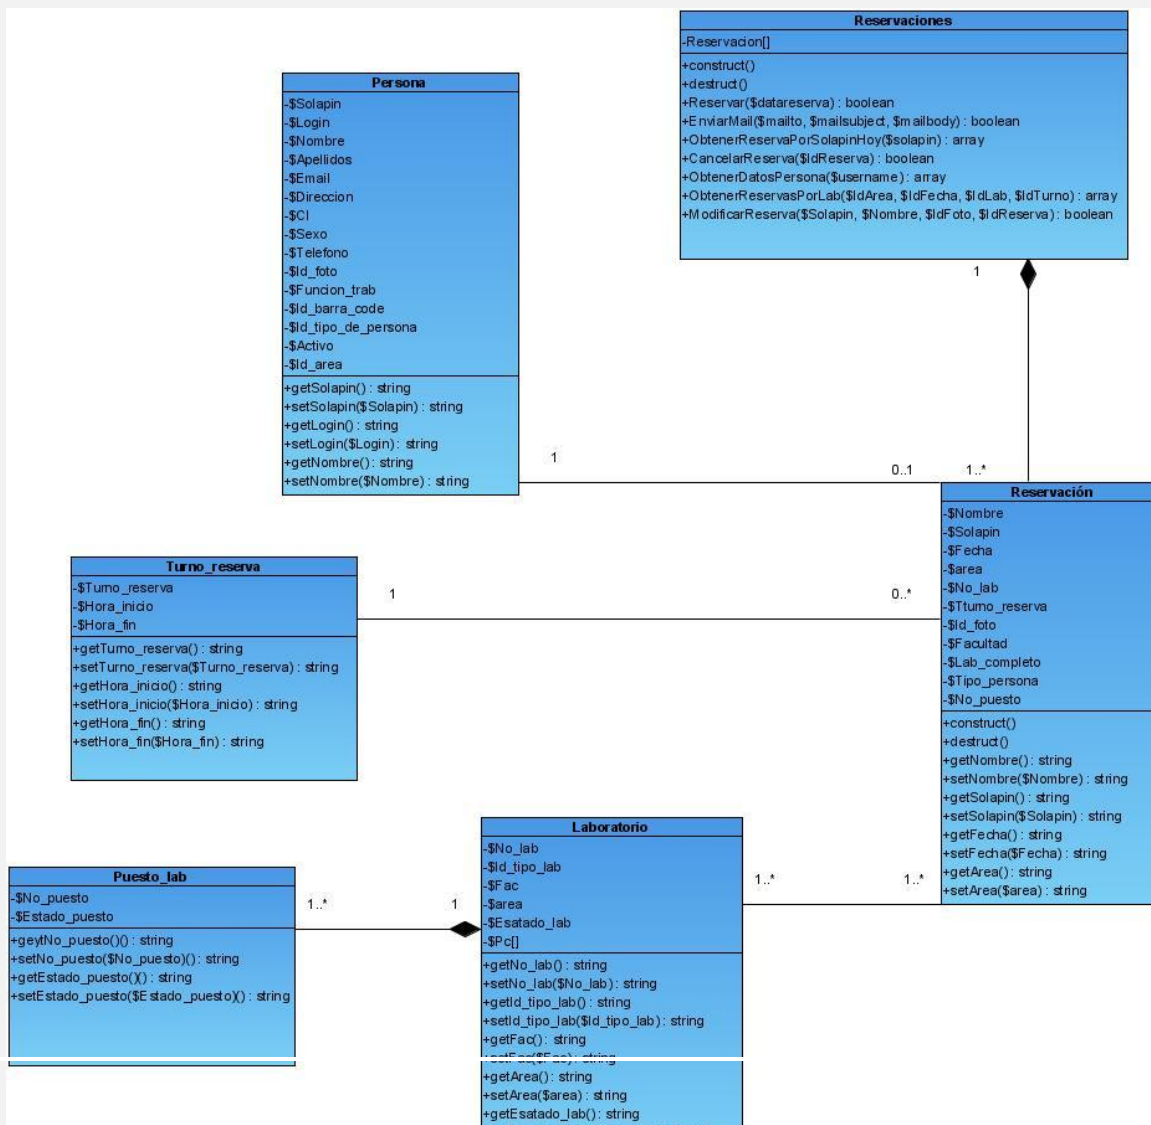 Reservaciones
-Reservacion[]
+construct()
+destruct()
+Reservar($datareserva) : boolean
+EnviarMail($mailto, $mailsubject, $mailbody) : boolean
+ObtenerReservaPorSolapinHoy($solapin) : array
+CancelarReserva($IdReserva) : boolean
+ObtenerDatosPersona($username) : array
+ObtenerReservasPorLab($IdArea, $IdFecha, $IdLab, $IdTurno) : array
+ModificarReserva($Solapin, $Nombre, $IdFoto, $IdReserva) : boolean
1
Persona
-$Solapin
-$Login
-$Nombre
-$Apellidos
-$Email
-$Direccion
-$CI
-$Sexo
-$Telefono
-$Id_foto
-$Funcion_trab
-$Id_barra_code
-$Id_tipo_de_persona
-$Activo
-$Id_area
+getSolapin() : string
+setSolapin($Solapin) : string
+getLogin() : string
+setLogin($Login) : string
+getNombre() : string
+setNombre($Nombre) : string
1
0..1
1..*
Reservación
-$Nombre
-$Solapin
-$Fecha
-$área
-$No_lab
-$Tturno_reserva
-$Id_foto
-$Facultad
-$Lab_completo
-$Tipo_persona
-$No_puesto
+construct()
+destruct()
+getNombre() : string
+setNombre($Nombre) : string
+getSolapin() : string
+setSolapin($Solapin) : string
+getFecha() : string
+setFecha($Fecha) : string
+getArea() : string
+setArea($area) : string
Turno_reserva
-$Turno_reserva
-$Hora_inicio
-$Hora_fin
+getTurno_reserva() : string
+setTurno_reserva($Turno_reserva) : string
+getHora_inicio() : string
+setHora_inicio($Hora_inicio) : string
+getHora_fin() : string
+setHora_fin($Hora_fin) : string
1
0..*
Laboratorio
-$No_lab
-$Id_tipo_lab
-$Fac
-$área
-$Esatado_lab
-$Pc[]
+getNo_lab() : string
+setNo_lab($No_lab) : string
+getId_tipo_lab() : string
+setId_tipo_lab($Id_tipo_lab) : string
+getFac() : string
+setFac($Fac) : string
+getArea() : string
+setArea($area) : string
+getEsatado_lab() : string
1..*
1..*
Puesto_lab
-$No_puesto
-$Estado_puesto
+geytNo_puesto()() : string
+setNo_puesto($No_puesto)() : string
+getEstado_puesto()() : string
+setEstado_puesto($Estado_puesto)() : string
1..*
1